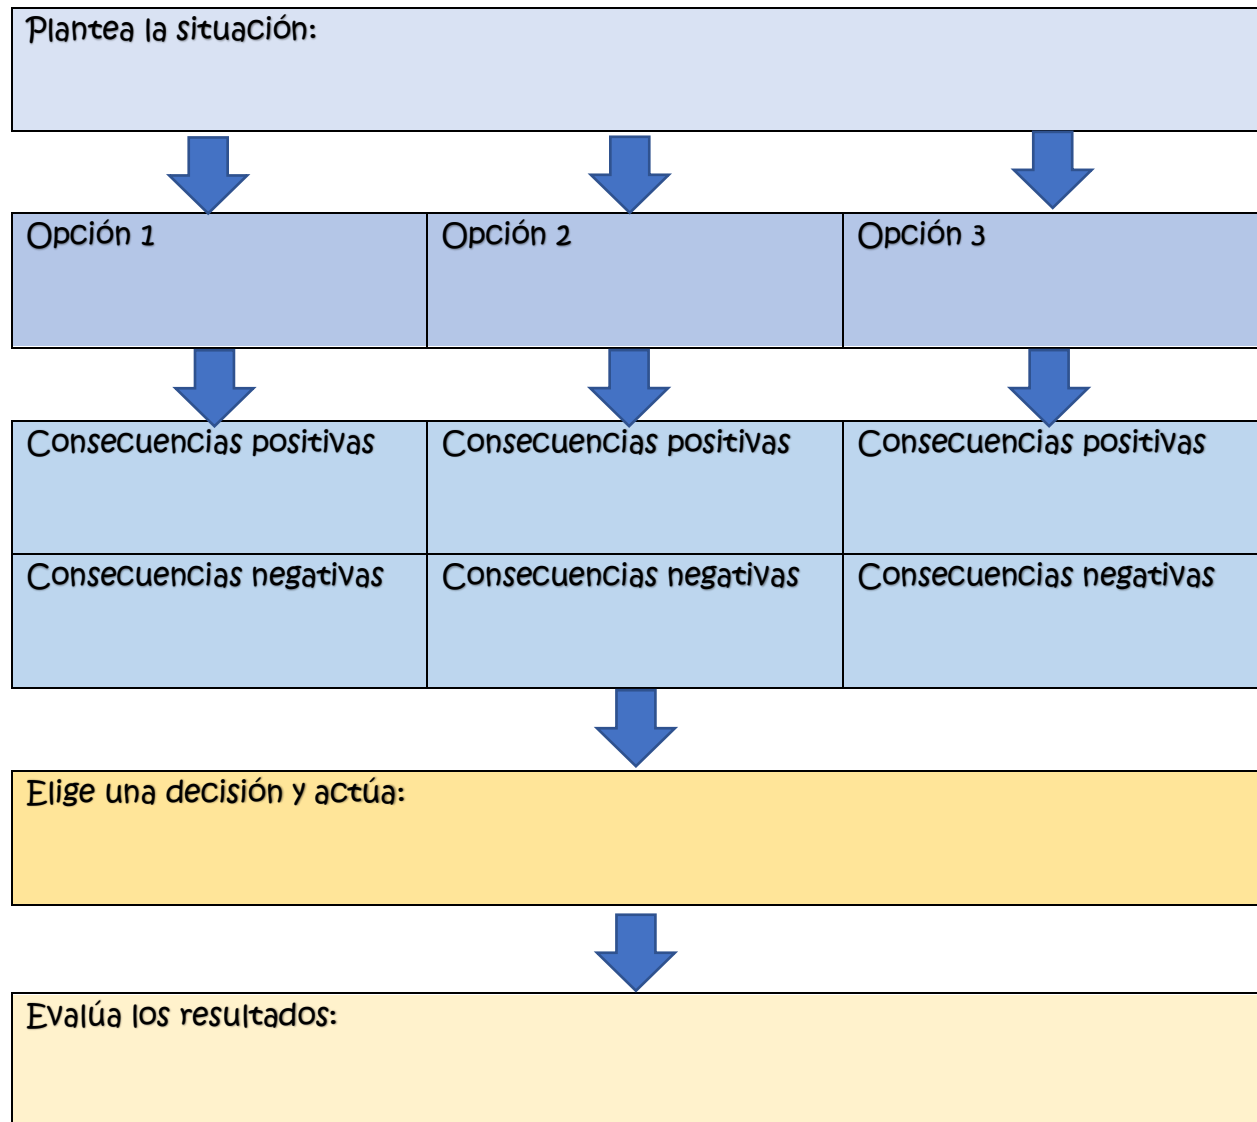 Plantea la situación:
Opción 1
Opción 2
Opción 3
Consecuencias positivas
Consecuencias positivas
Consecuencias positivas
Consecuencias negativas
Consecuencias negativas
Consecuencias negativas
Elige una decisión y actúa:
Evalúa los resultados: